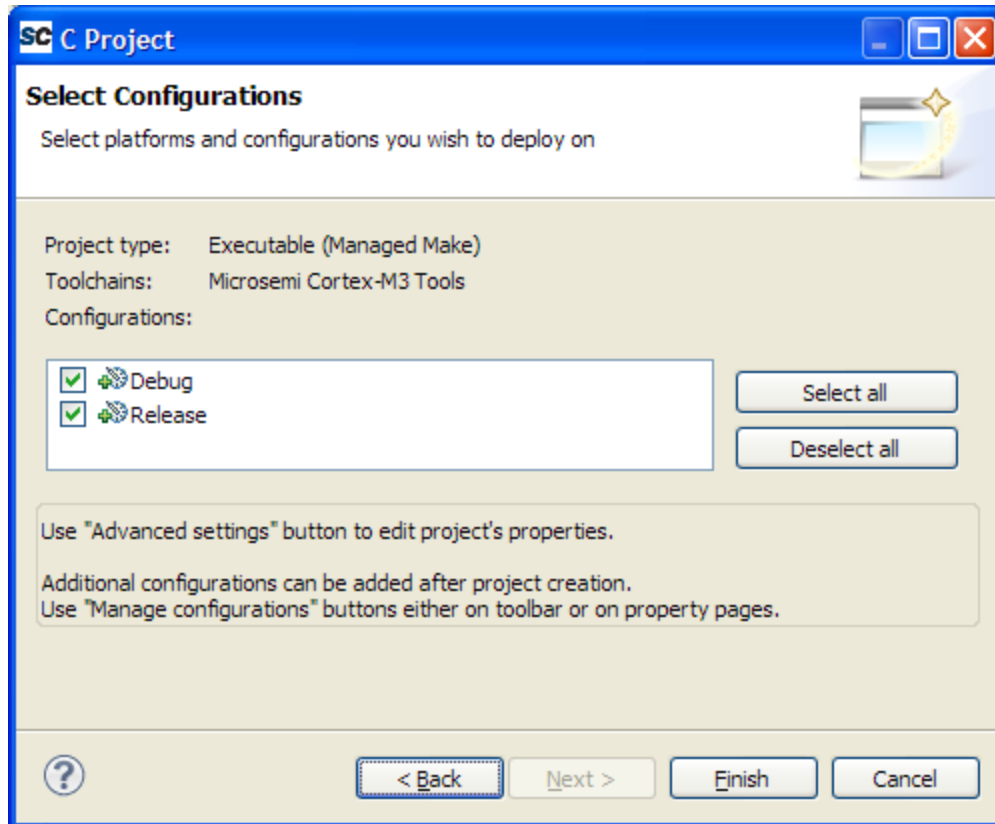 SC C Project
Select Configurations
Select platforms and configurations you wish to deploy on
Project type: Executable (Managed Make)
Toolchains: Microsemi Cortex-M3 Tools
Configurations:
Debug
Release
Select all
Deselect all
Use "Advanced settings" button to edit project's properties.
Additional configurations can be added after project creation.
Use "Manage configurations" buttons either on toolbar or on property pages.
?
< Back
Next >
Finish
Cancel